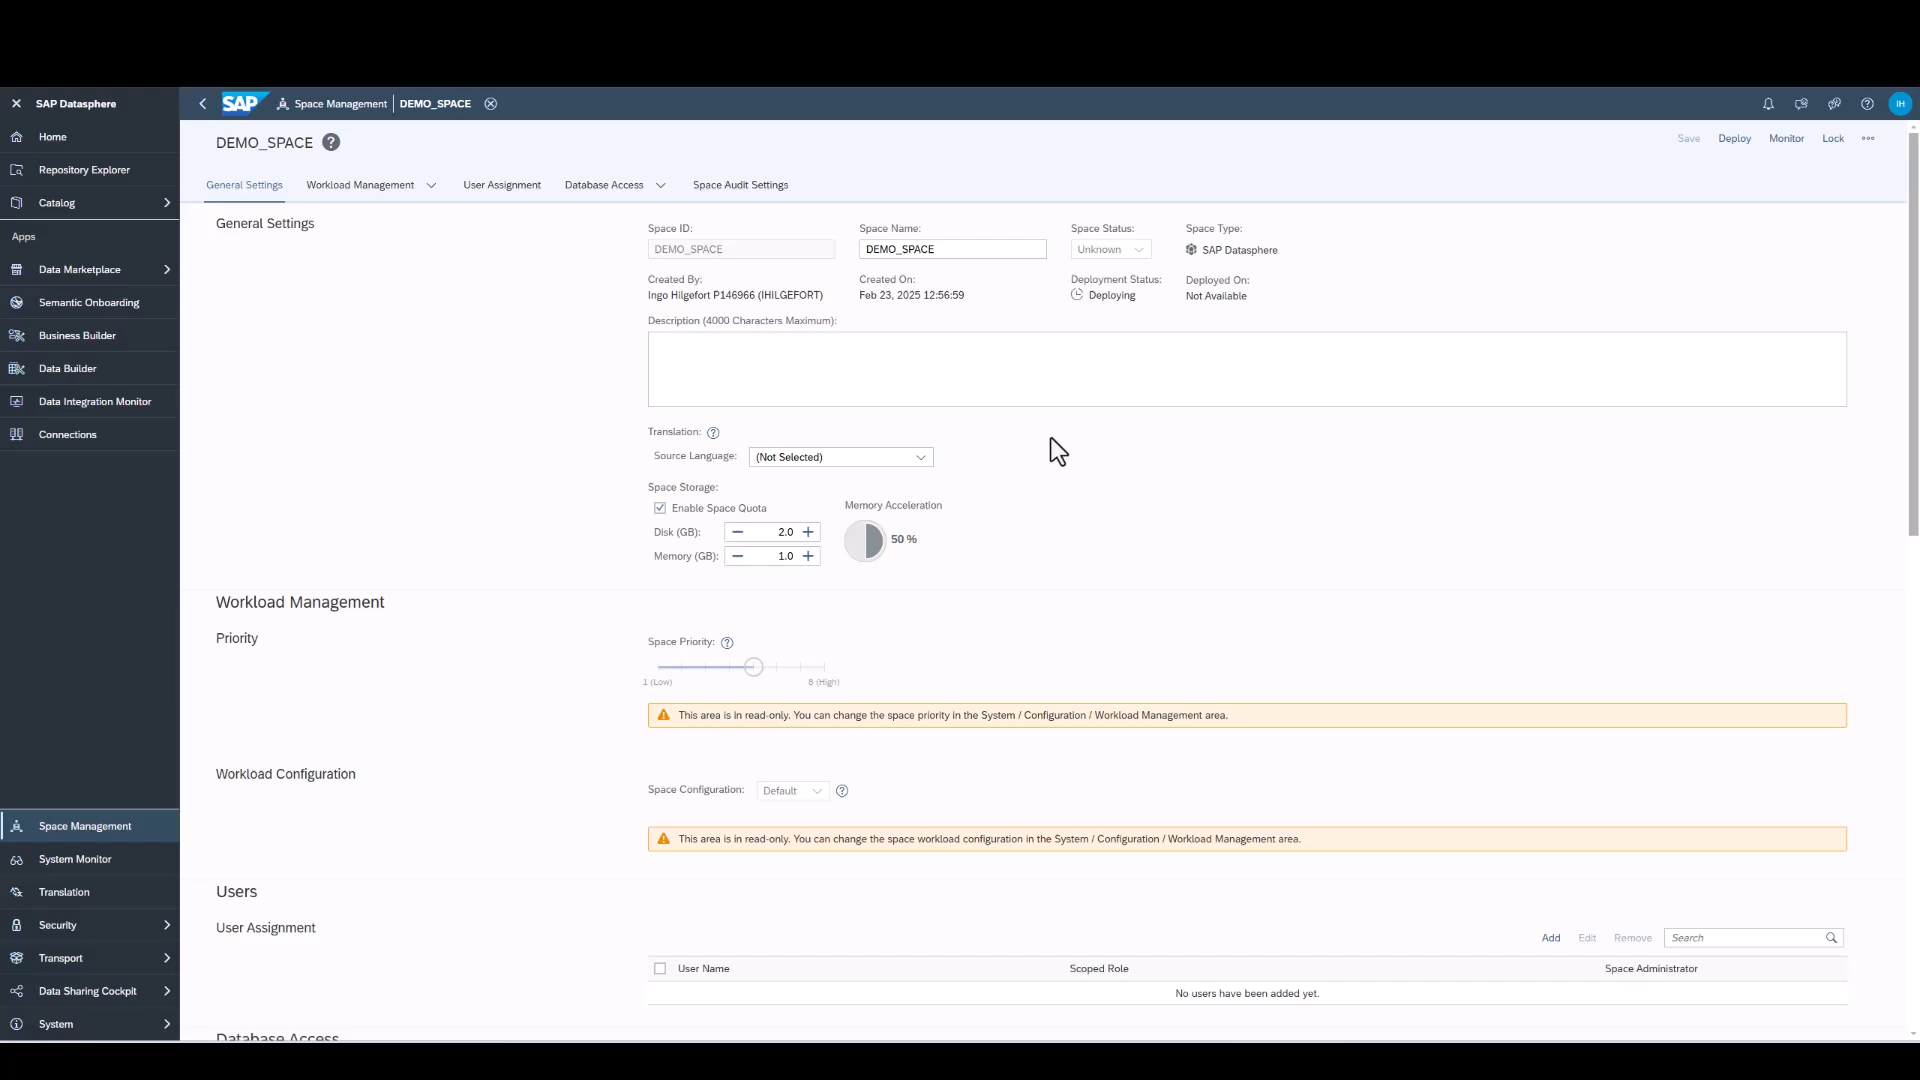 SAP Datasphere
SAP Space Management DEMO_SPACE
IH
Home
Repository Explorer
Catalog
Apps
Data Marketplace
Semantic Onboarding
Business Builder
Data Builder
Data Integration Monitor
Connections
Space Management
System Monitor
Translation
Security
Transport
Data Sharing Cockpit
System
DEMO_SPACE ?
Save Deploy Monitor Lock
General Settings Workload Management User Assignment Database Access Space Audit Settings
General Settings
Space ID: Space Name: Space Status: Space Type:
DEMO_SPACE DEMO_SPACE Unknown SAP Datasphere
Created By: Created On: Deployment Status: Deployed On:
Ingo Hilgefort P146966 (IHILGEFORT) Feb 23, 2025 12:56:59 Deploying Not Available
Description (4000 Characters Maximum):
Translation: ?
Source Language: (Not Selected)
Space Storage:
Enable Space Quota Memory Acceleration
Disk (GB): 2.0
50 %
Memory (GB): 1.0
Workload Management
Priority
Space Priority: ?
1 (Low) 8 (High)
This area is in read-only. You can change the space priority in the System / Configuration / Workload Management area.
Workload Configuration
Space Configuration: Default ?
This area is in read-only. You can change the space workload configuration in the System / Configuration / Workload Management area.
Users
User Assignment
Add Edit Remove Search
User Name Scoped Role Space Administrator
No users have been added yet.
Database Access